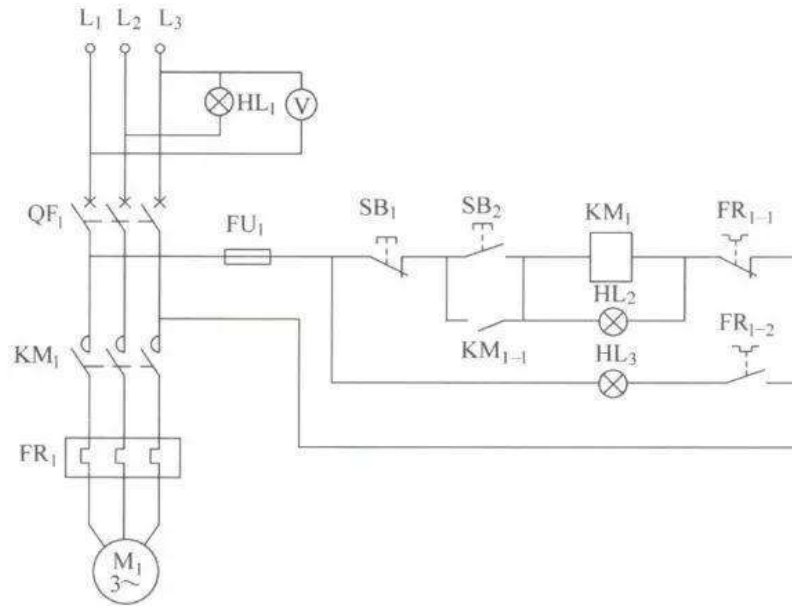 L₁ L₂ L₃
HL₁ V
QF₁ FU₁ SB₁ SB₂ KM₁ FR₁₋₁
HL₂
KM₁ KM₁₋₁ HL₃ FR₁₋₂
FR₁
M₁
3~